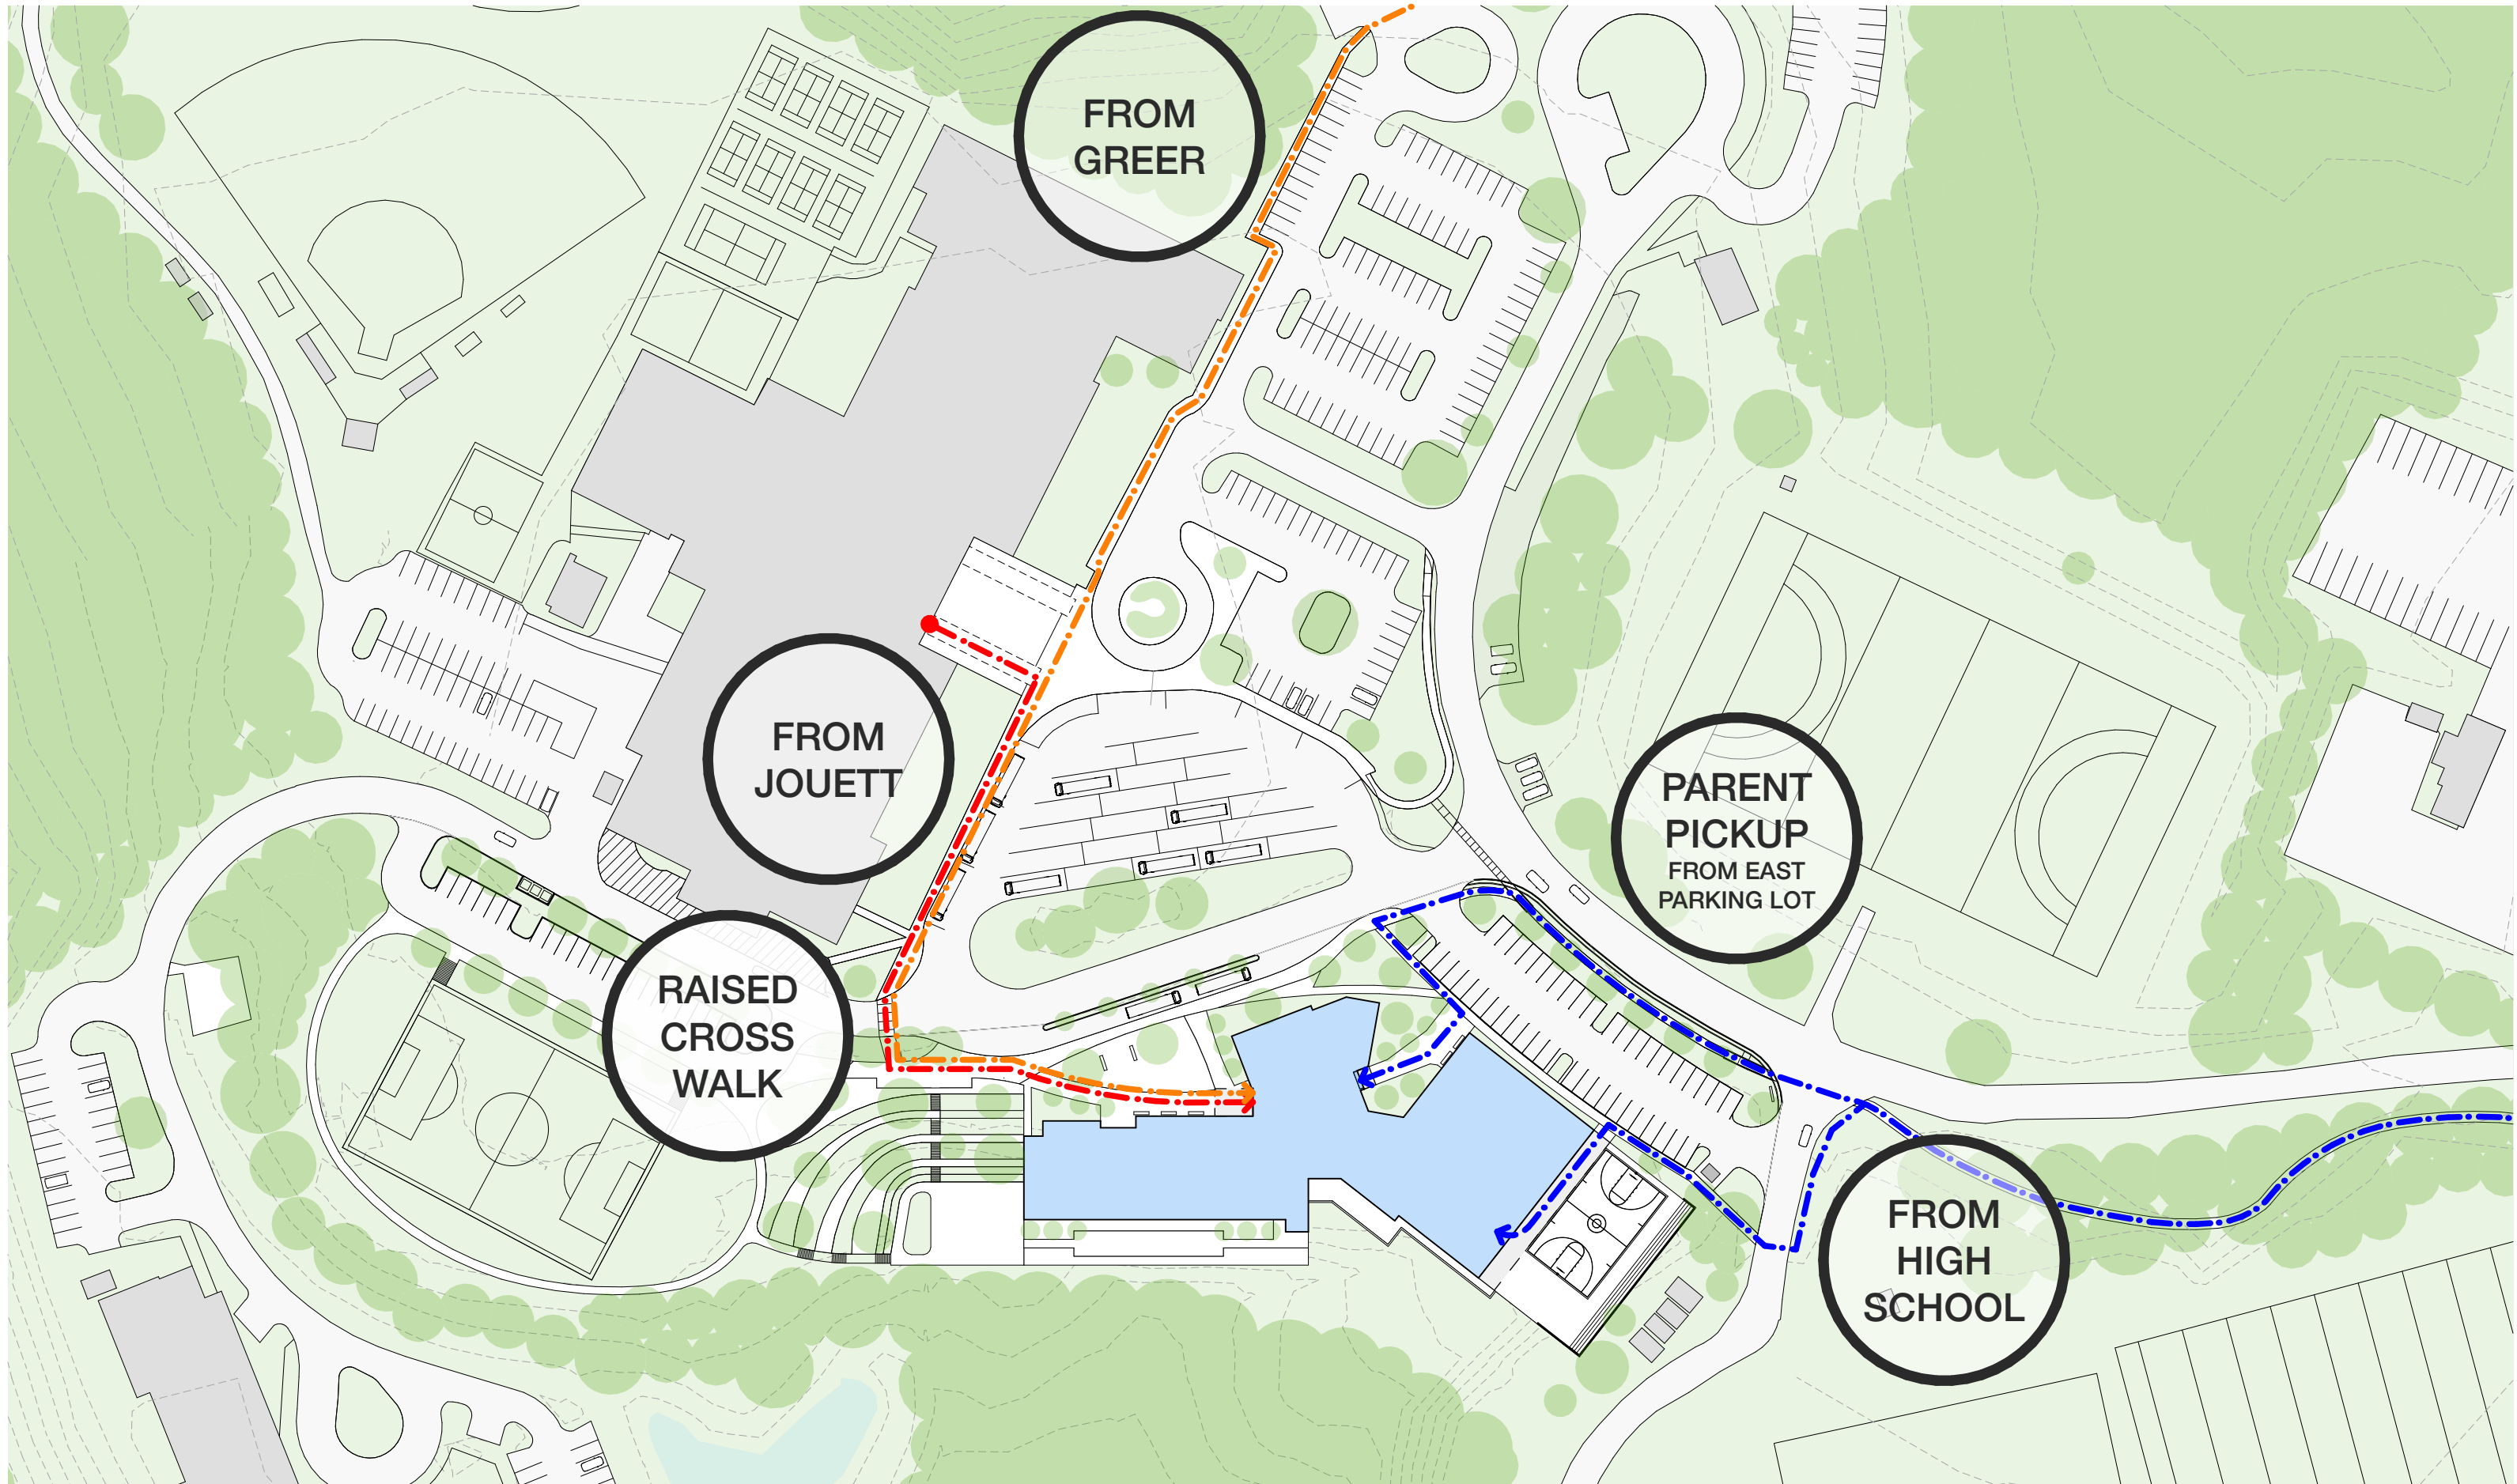 FROM
GREER
FROM
JOUETT
PARENT
PICKUP
FROM EAST
PARKING LOT
RAISED
CROSS
WALK
FROM
HIGH
SCHOOL